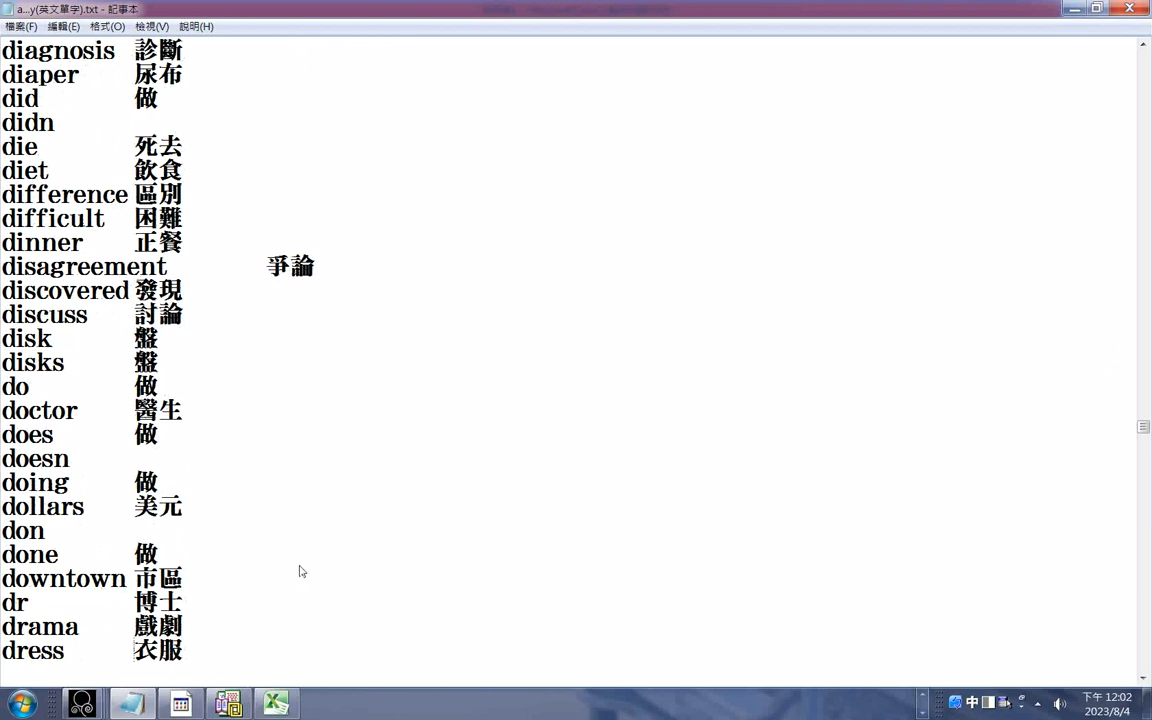 a...y(英文單字).txt - 記事本
檔案(F) 編輯(E) 格式(O) 檢視(V) 說明(H)
diagnosis 診斷
diaper 尿布
did 做
didn
die 死去
diet 飲食
difference 區別
difficult 困難
dinner 正餐
disagreement 爭論
discovered 發現
discuss 討論
disk 盤
disks 盤
do 做
doctor 醫生
does 做
doesn
doing 做
dollars 美元
don
done 做
downtown 市區
dr 博士
drama 戲劇
dress 衣服
中
下午 12:02
2023/8/4